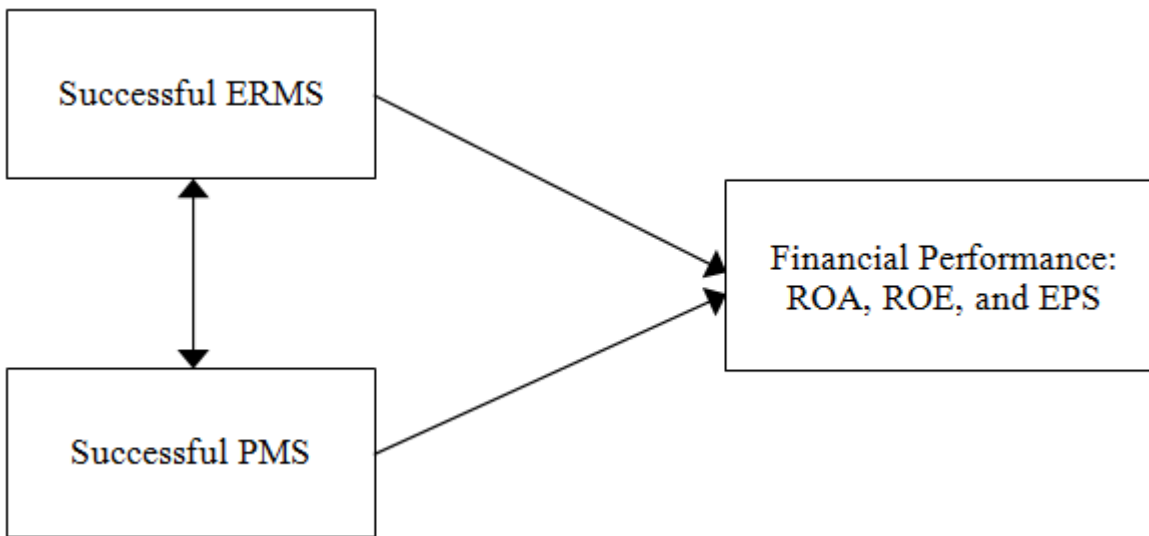 Successful ERMS
Financial Performance:
ROA, ROE, and EPS
Successful PMS